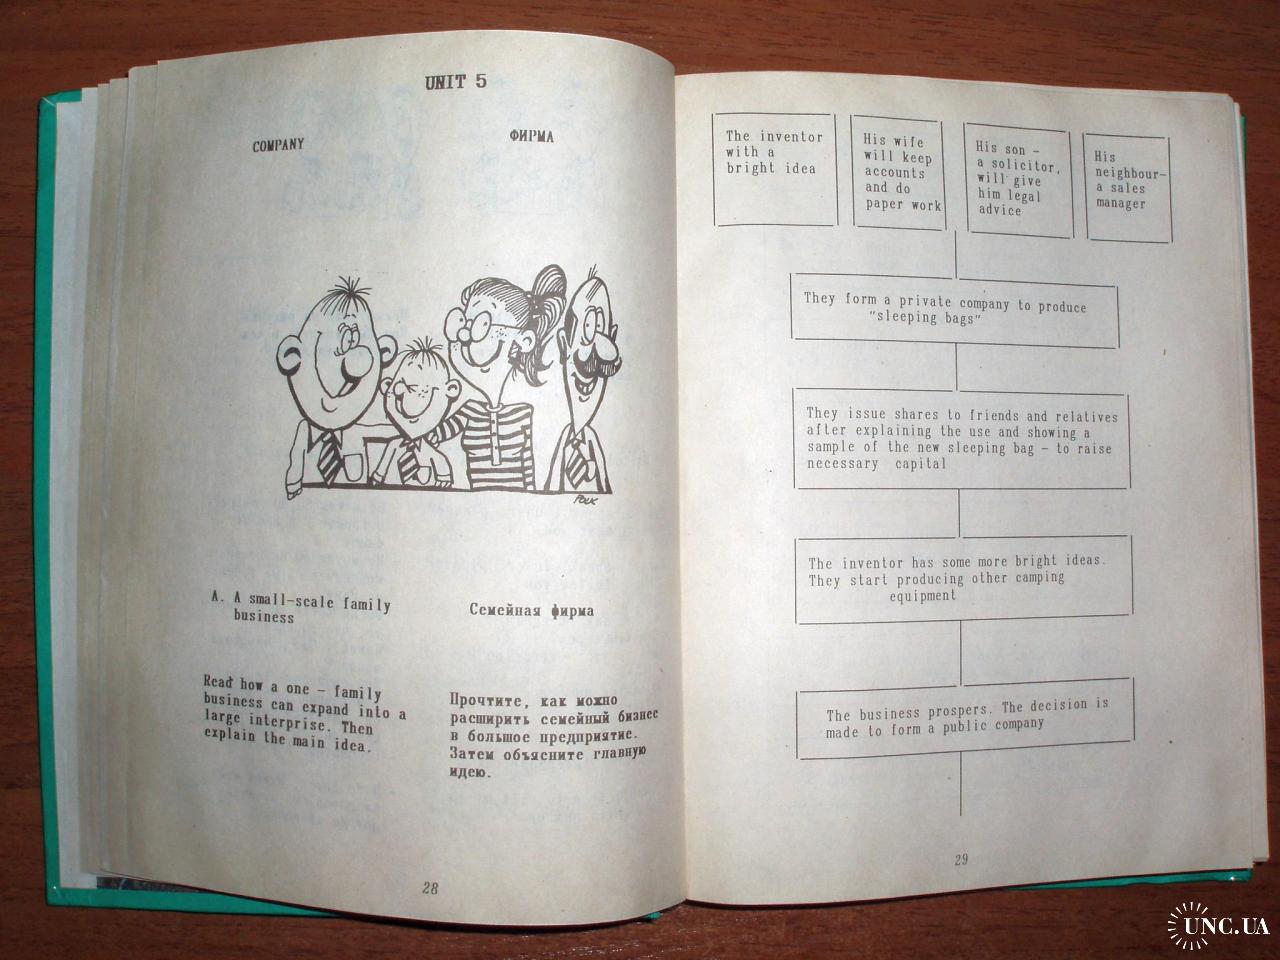 UNIT 5
COMPANY
ФИРМА
POLK
A. A small-scale family
business
Семейная фирма
Read how a one - family
business can expand into a
large interprise. Then
explain the main idea.
Прочтите, как можно
расширить семейный бизнес
в большое предприятие.
Затем объясните главную
идею.
28
The inventor
with a
bright idea
His wife
will keep
accounts
and do
paper work
His son -
a solicitor,
will give
him legal
advice
His
neighbour-
a sales
manager
They form a private company to produce
"sleeping bags"
They issue shares to friends and relatives
after explaining the use and showing a
sample of the new sleeping bag - to raise
necessary capital
The inventor has some more bright ideas.
They start producing other camping
equipment
The business prospers. The decision is
made to form a public company
29
UNC.UA